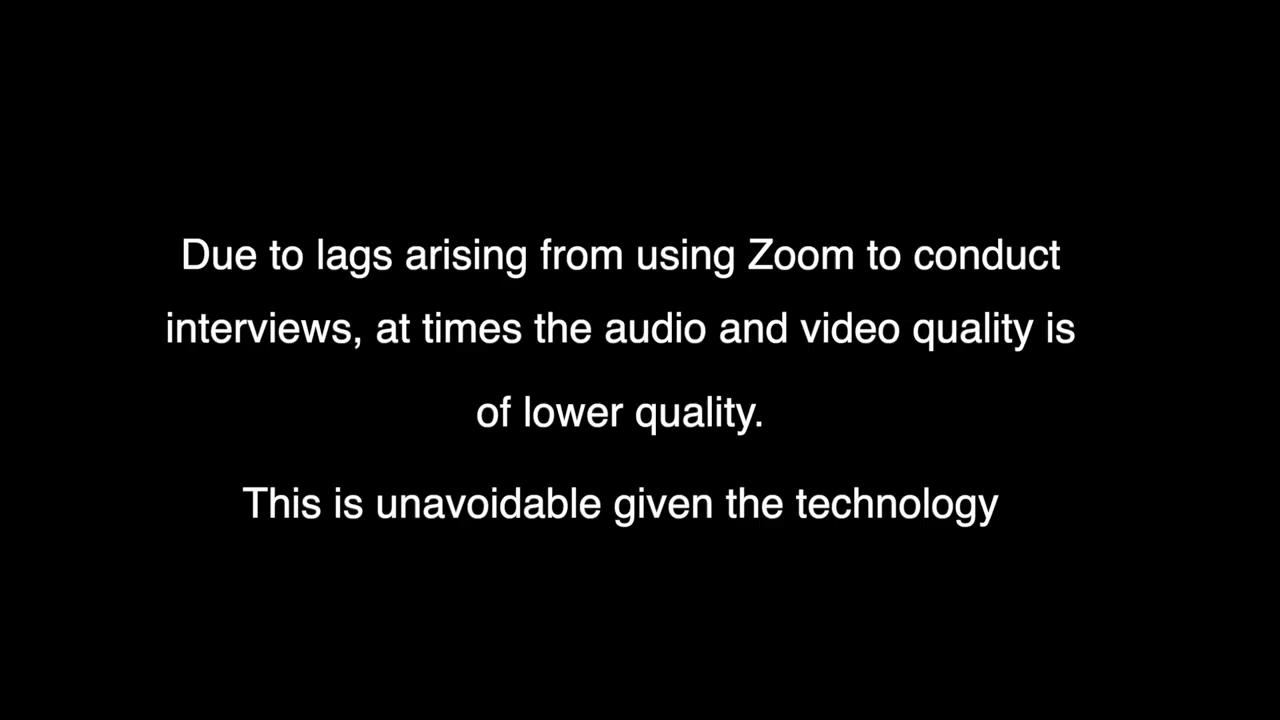 Due to lags arising from using Zoom to conduct
interviews, at times the audio and video quality is
of lower quality.
This is unavoidable given the technology